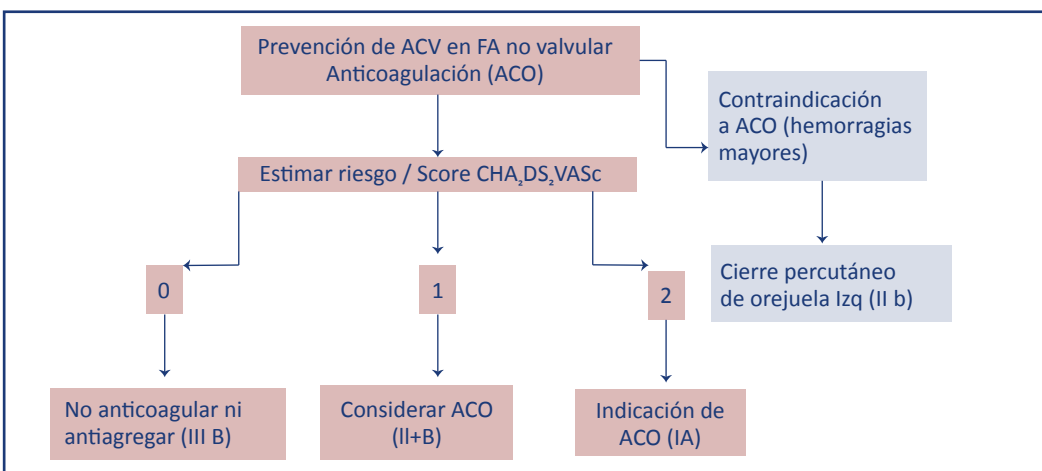 Prevención de ACV en FA no valvular
Anticoagulación (ACO)
Contraindicación
a ACO (hemorragias
mayores)
Estimar riesgo / Score CHA₂DS₂VASc
Cierre percutáneo
de orejuela Izq (II b)
0
1
2
No anticoagular ni
antiagregar (III B)
Considerar ACO
(ll+B)
Indicación de
ACO (IA)